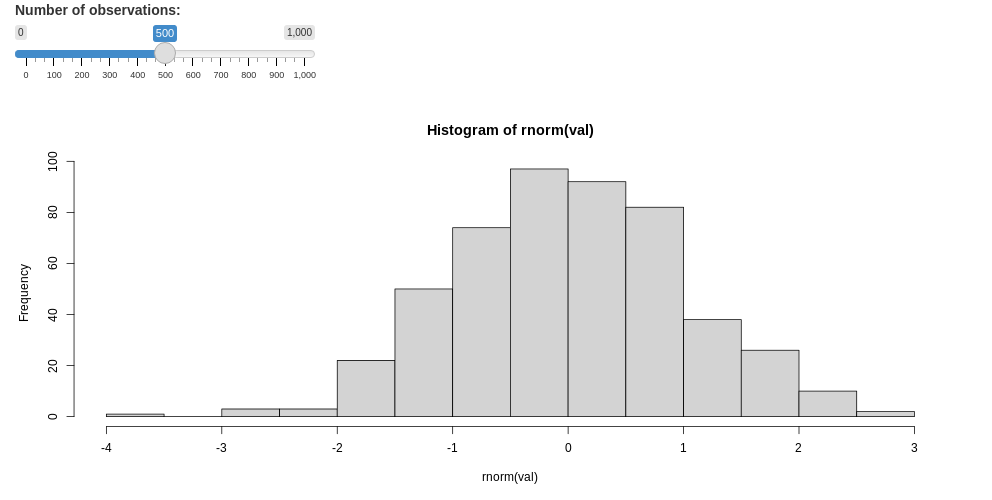 Number of observations:
0 500 1,000
0 100 200 300 400 500 600 700 800 900 1,000
Histogram of rnorm(val)
Frequency
100
80
60
40
20
0
-4 -3 -2 -1 0 1 2 3
rnorm(val)